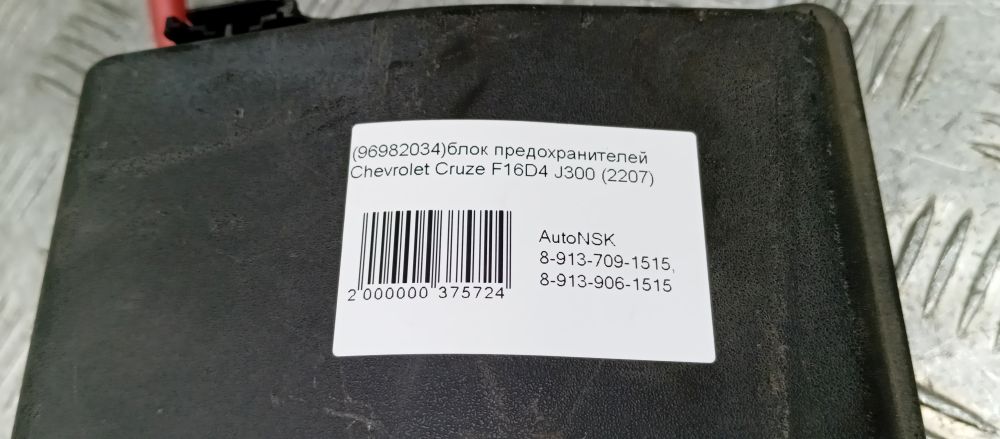 (96982034)блок предохранителей
Chevrolet Cruze F16D4 J300 (2207)
AutoNSK
8-913-709-1515,
8-913-906-1515
2 000000 375724